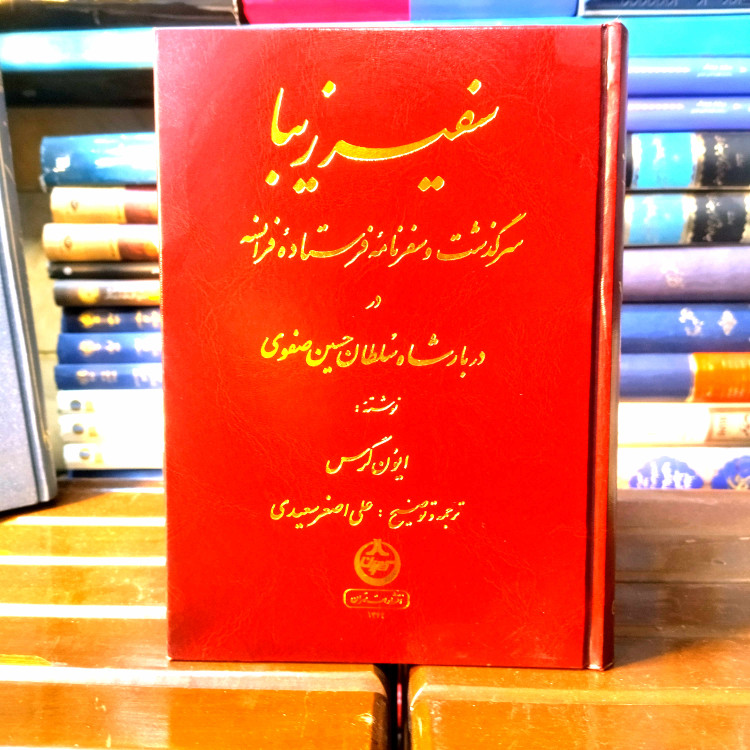 سفیر زیبا
سرگذشت و سفرنامهٔ فرستادهٔ فرانسه
در
دربار شاه سلطان حسین صفوی
نوشتهٔ:
ایون گرس
ترجمه و توضیح: علی اصغر سعیدی
تهران